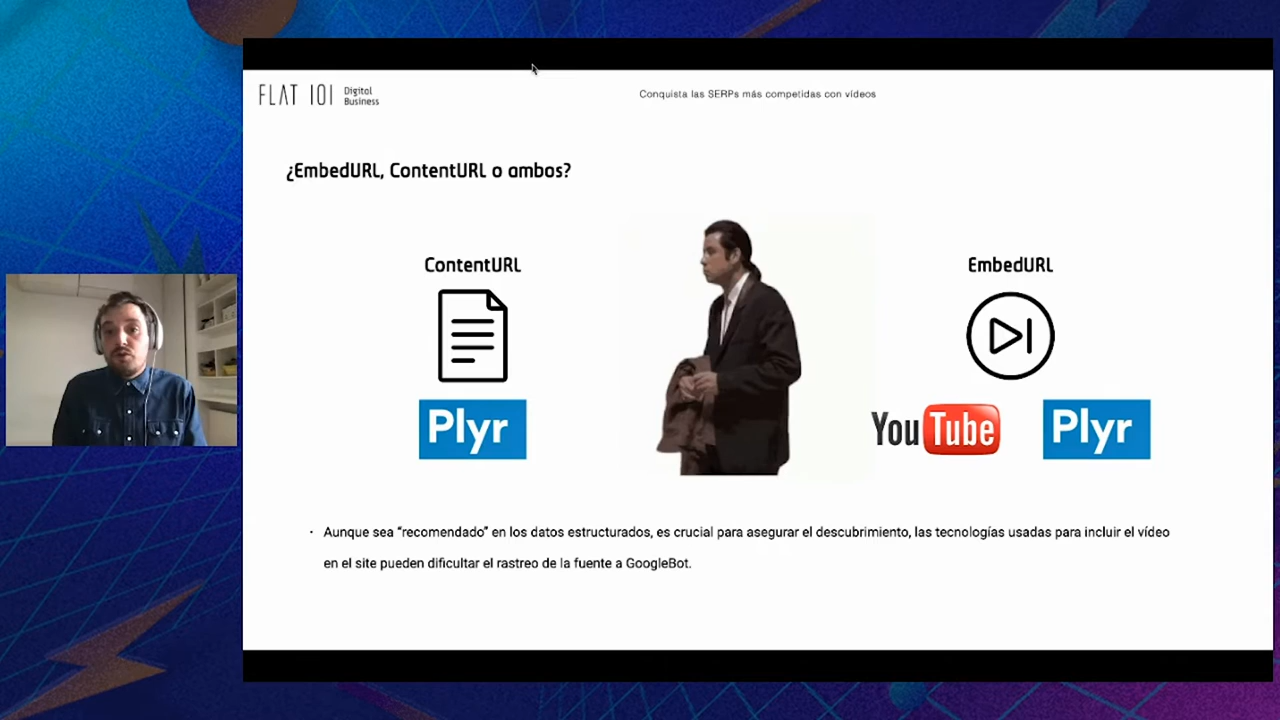 FLAT 101
Digital
Business
Conquista las SERPs más competidas con vídeos
¿EmbedURL, ContentURL o ambos?
ContentURL
EmbedURL
Plyr
YouTube
Plyr
· Aunque sea “recomendado” en los datos estructurados, es crucial para asegurar el descubrimiento, las tecnologías usadas para incluir el vídeo
en el site pueden dificultar el rastreo de la fuente a GoogleBot.